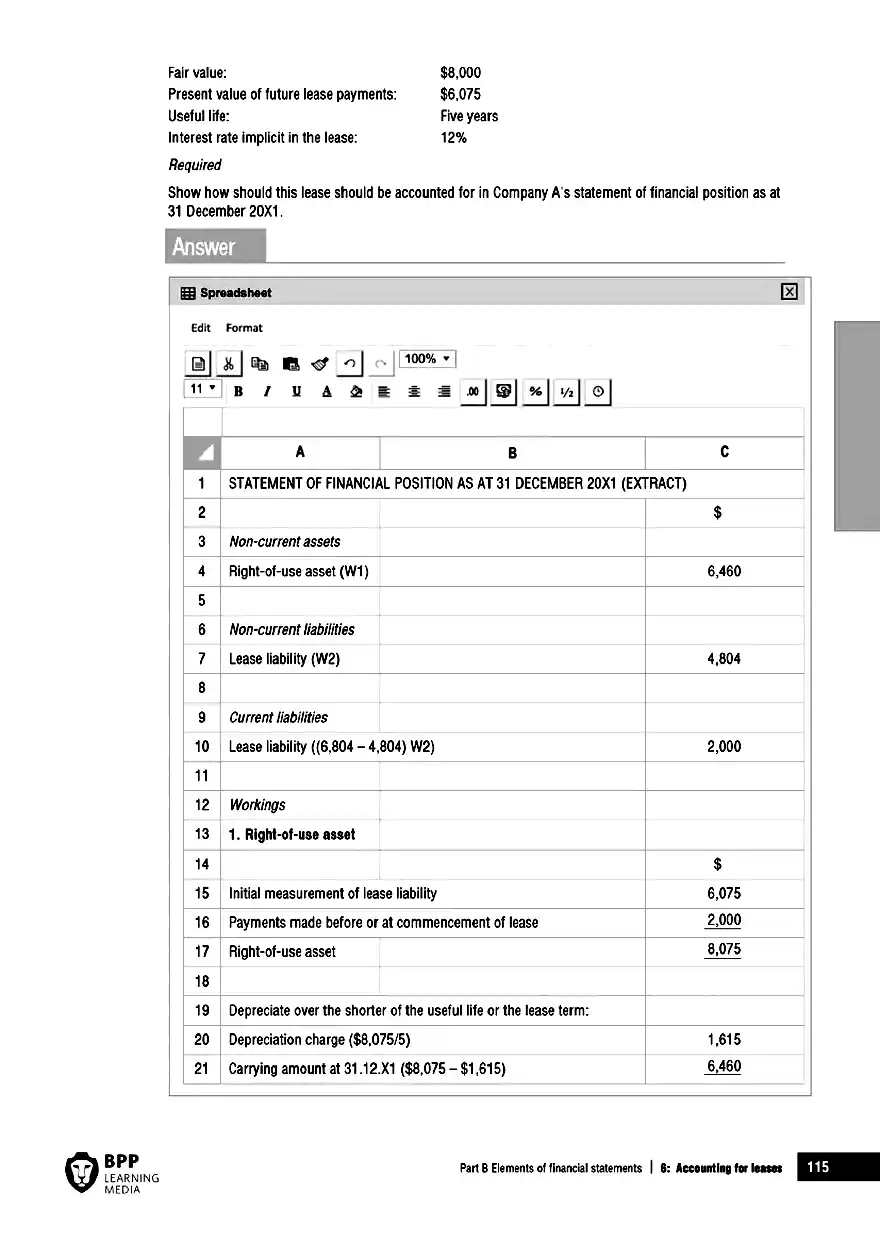 Fair value: $8,000
Present value of future lease payments: $6,075
Useful life: Five years
Interest rate implicit in the lease: 12%
Required
Show how should this lease should be accounted for in Company A's statement of financial position as at
31 December 20X1.
Answer
Spreadsheet
Edit Format
100%
11 B I U A .00 % 1/2
A B C
1 STATEMENT OF FINANCIAL POSITION AS AT 31 DECEMBER 20X1 (EXTRACT)
2 $
3 Non-current assets
4 Right-of-use asset (W1) 6,460
5
6 Non-current liabilities
7 Lease liability (W2) 4,804
8
9 Current liabilities
10 Lease liability ((6,804 – 4,804) W2) 2,000
11
12 Workings
13 1. Right-of-use asset
14 $
15 Initial measurement of lease liability 6,075
16 Payments made before or at commencement of lease 2,000
17 Right-of-use asset 8,075
18
19 Depreciate over the shorter of the useful life or the lease term:
20 Depreciation charge ($8,075/5) 1,615
21 Carrying amount at 31.12.X1 ($8,075 – $1,615) 6,460
BPP
LEARNING
MEDIA
Part B Elements of financial statements | 6: Accounting for leases 115